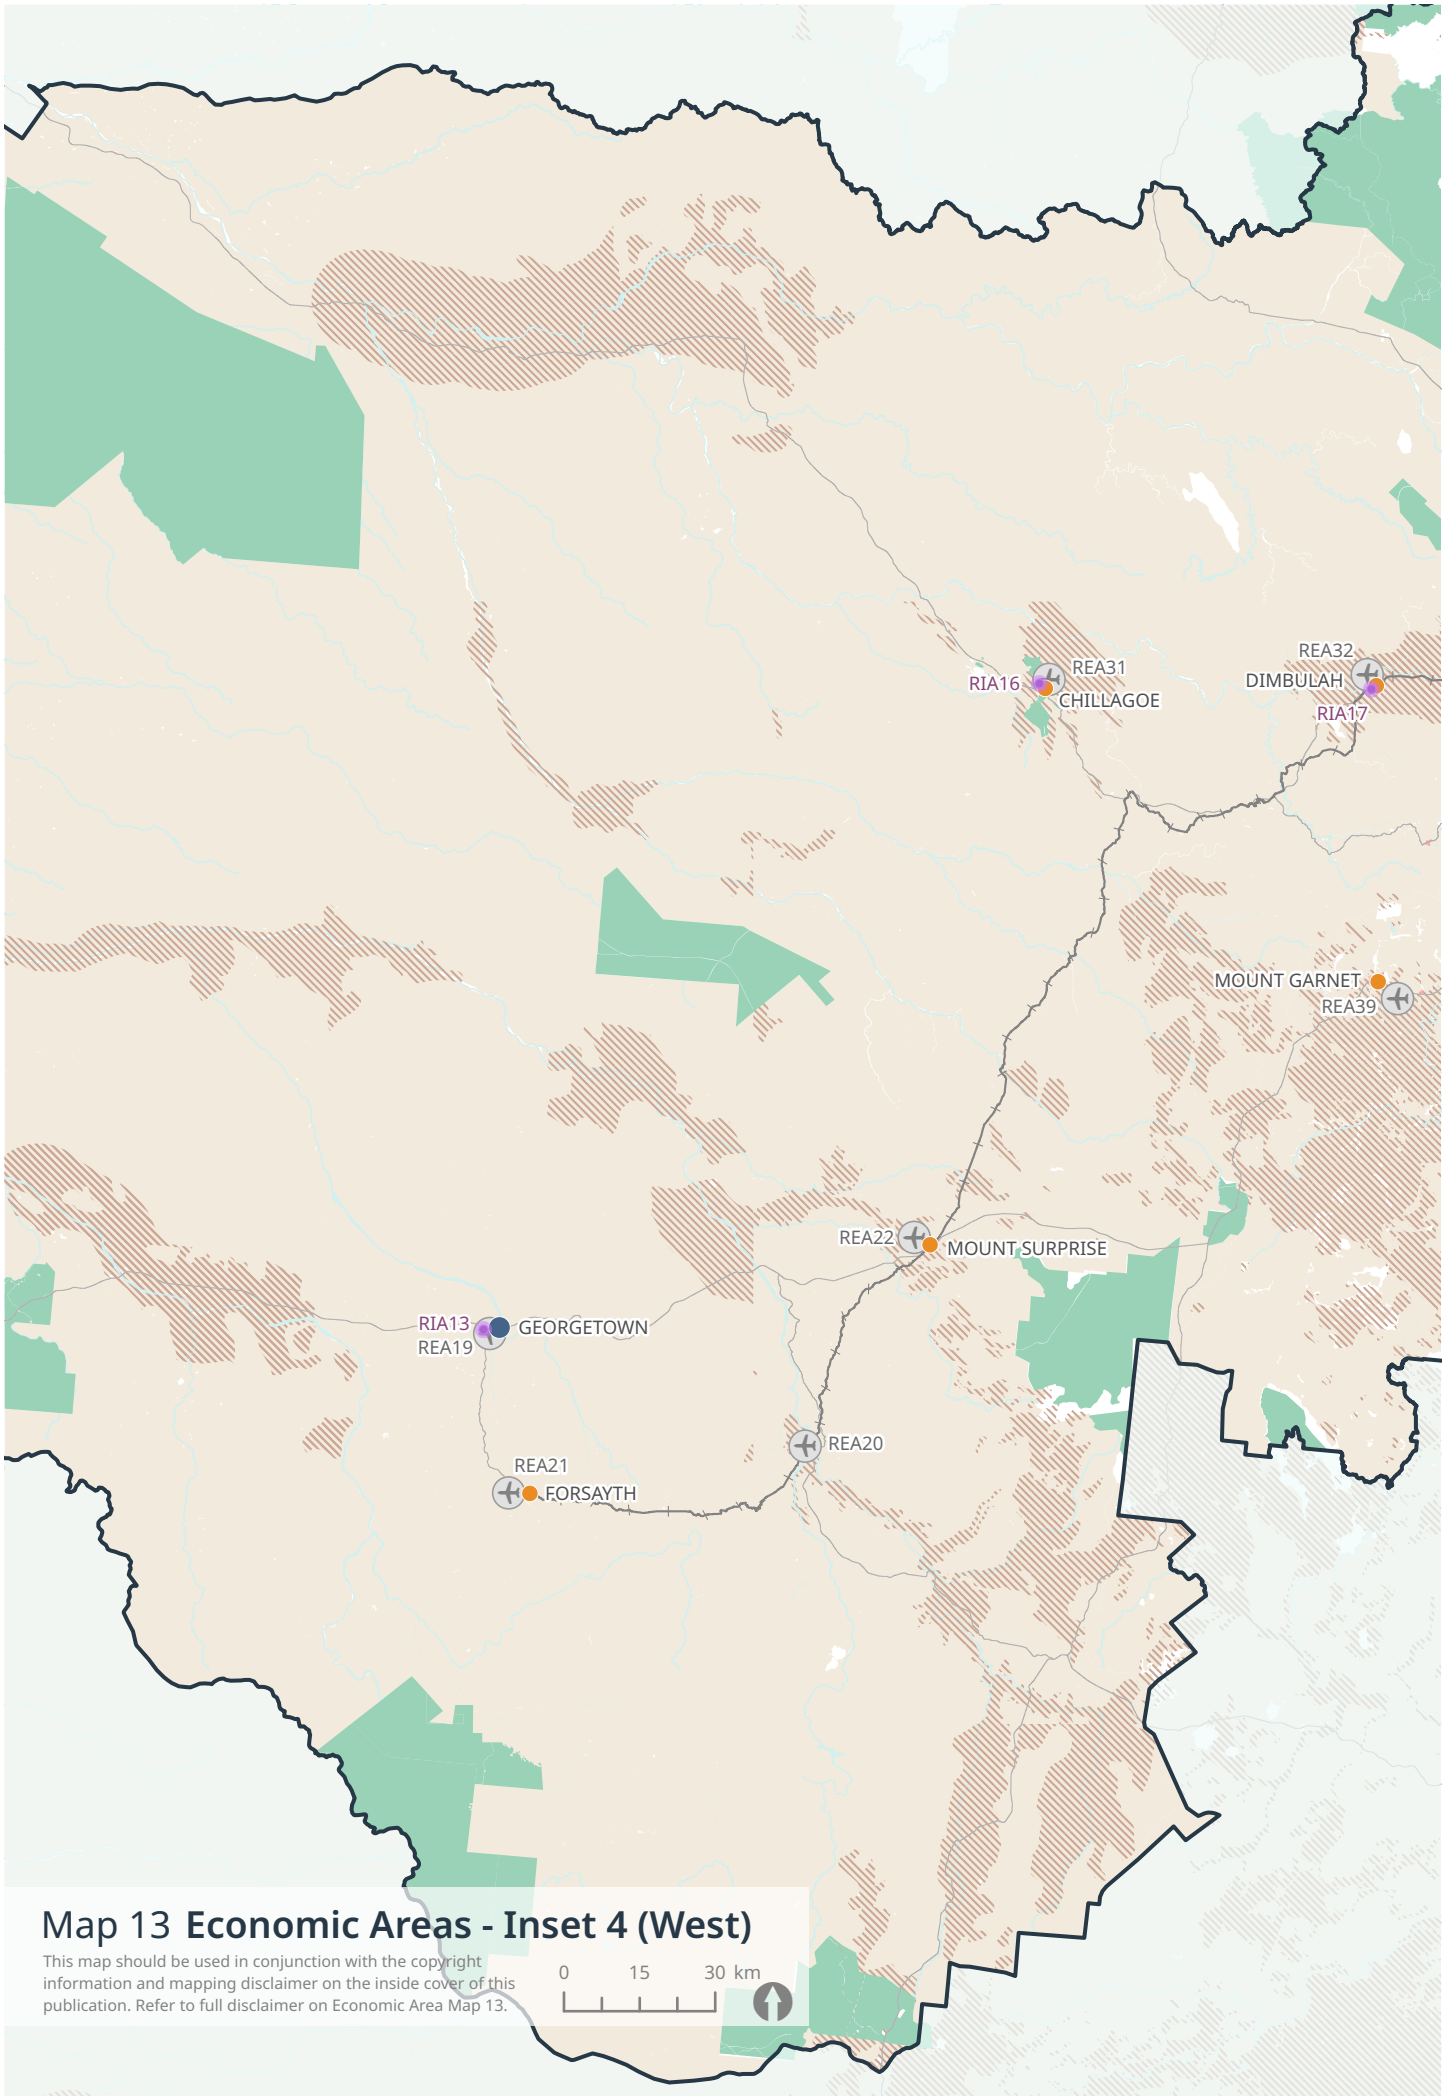 REA32
DIMBULAH
RIA17
REA31
RIA16
CHILLAGOE
MOUNT GARNET
REA39
REA22
MOUNT SURPRISE
RIA13
GEORGETOWN
REA19
REA20
REA21
FORSAYTH
Map 13 Economic Areas - Inset 4 (West)
This map should be used in conjunction with the copyright
information and mapping disclaimer on the inside cover of this
publication. Refer to full disclaimer on Economic Area Map 13.
0 15 30 km